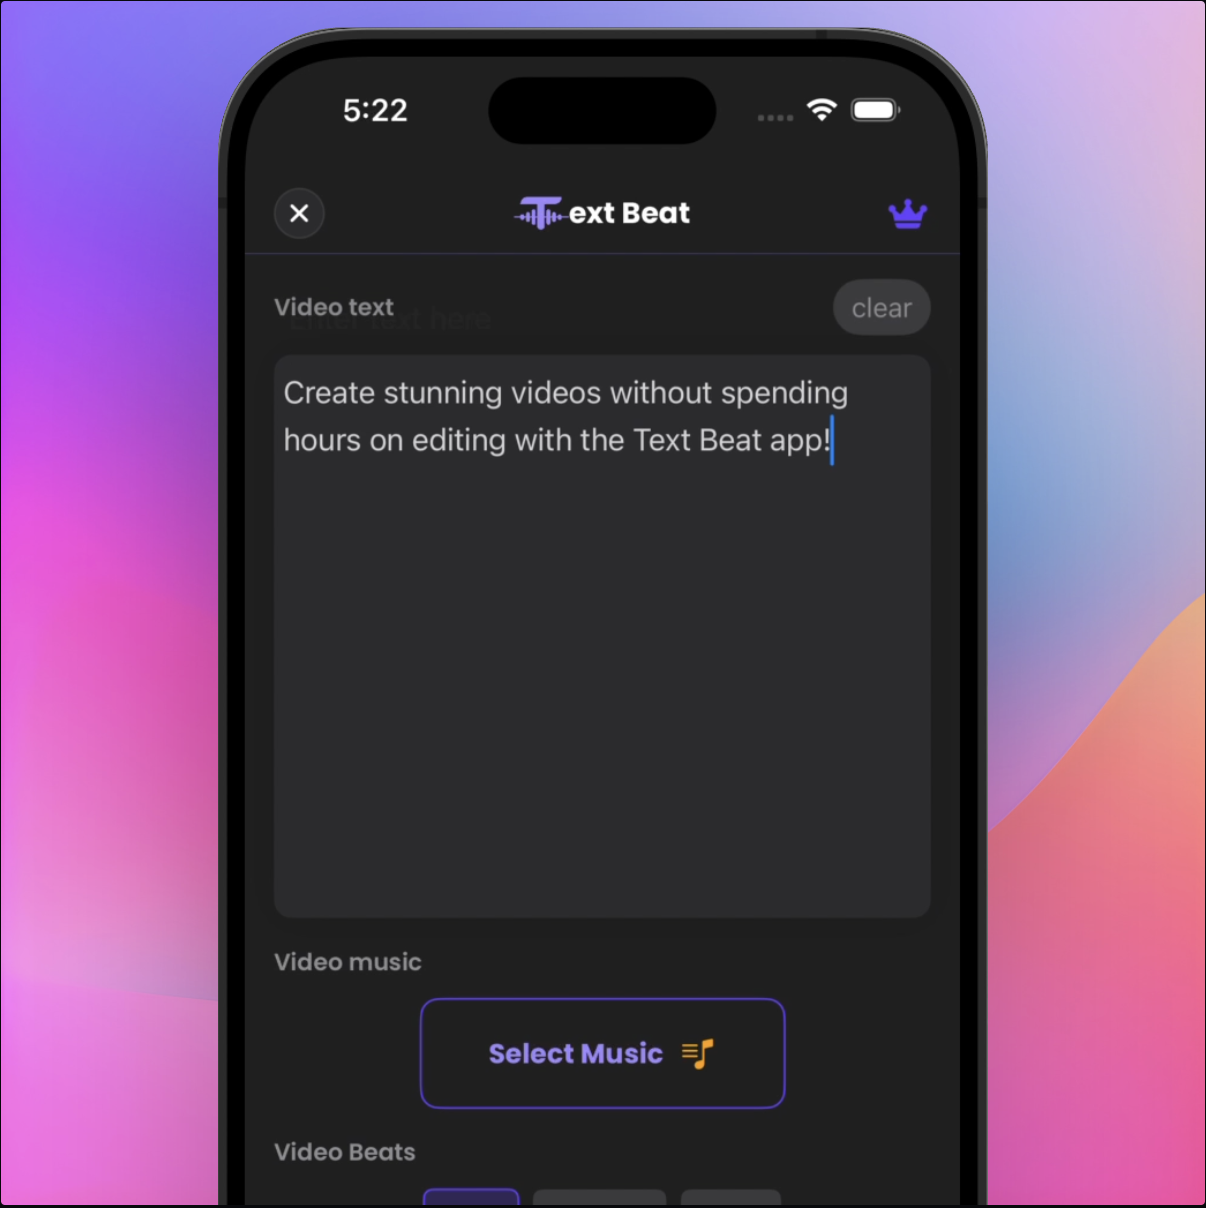 5:22
Text Beat
Video text
clear
Enter text here
Create stunning videos without spending
hours on editing with the Text Beat app!
Video music
Select Music
Video Beats